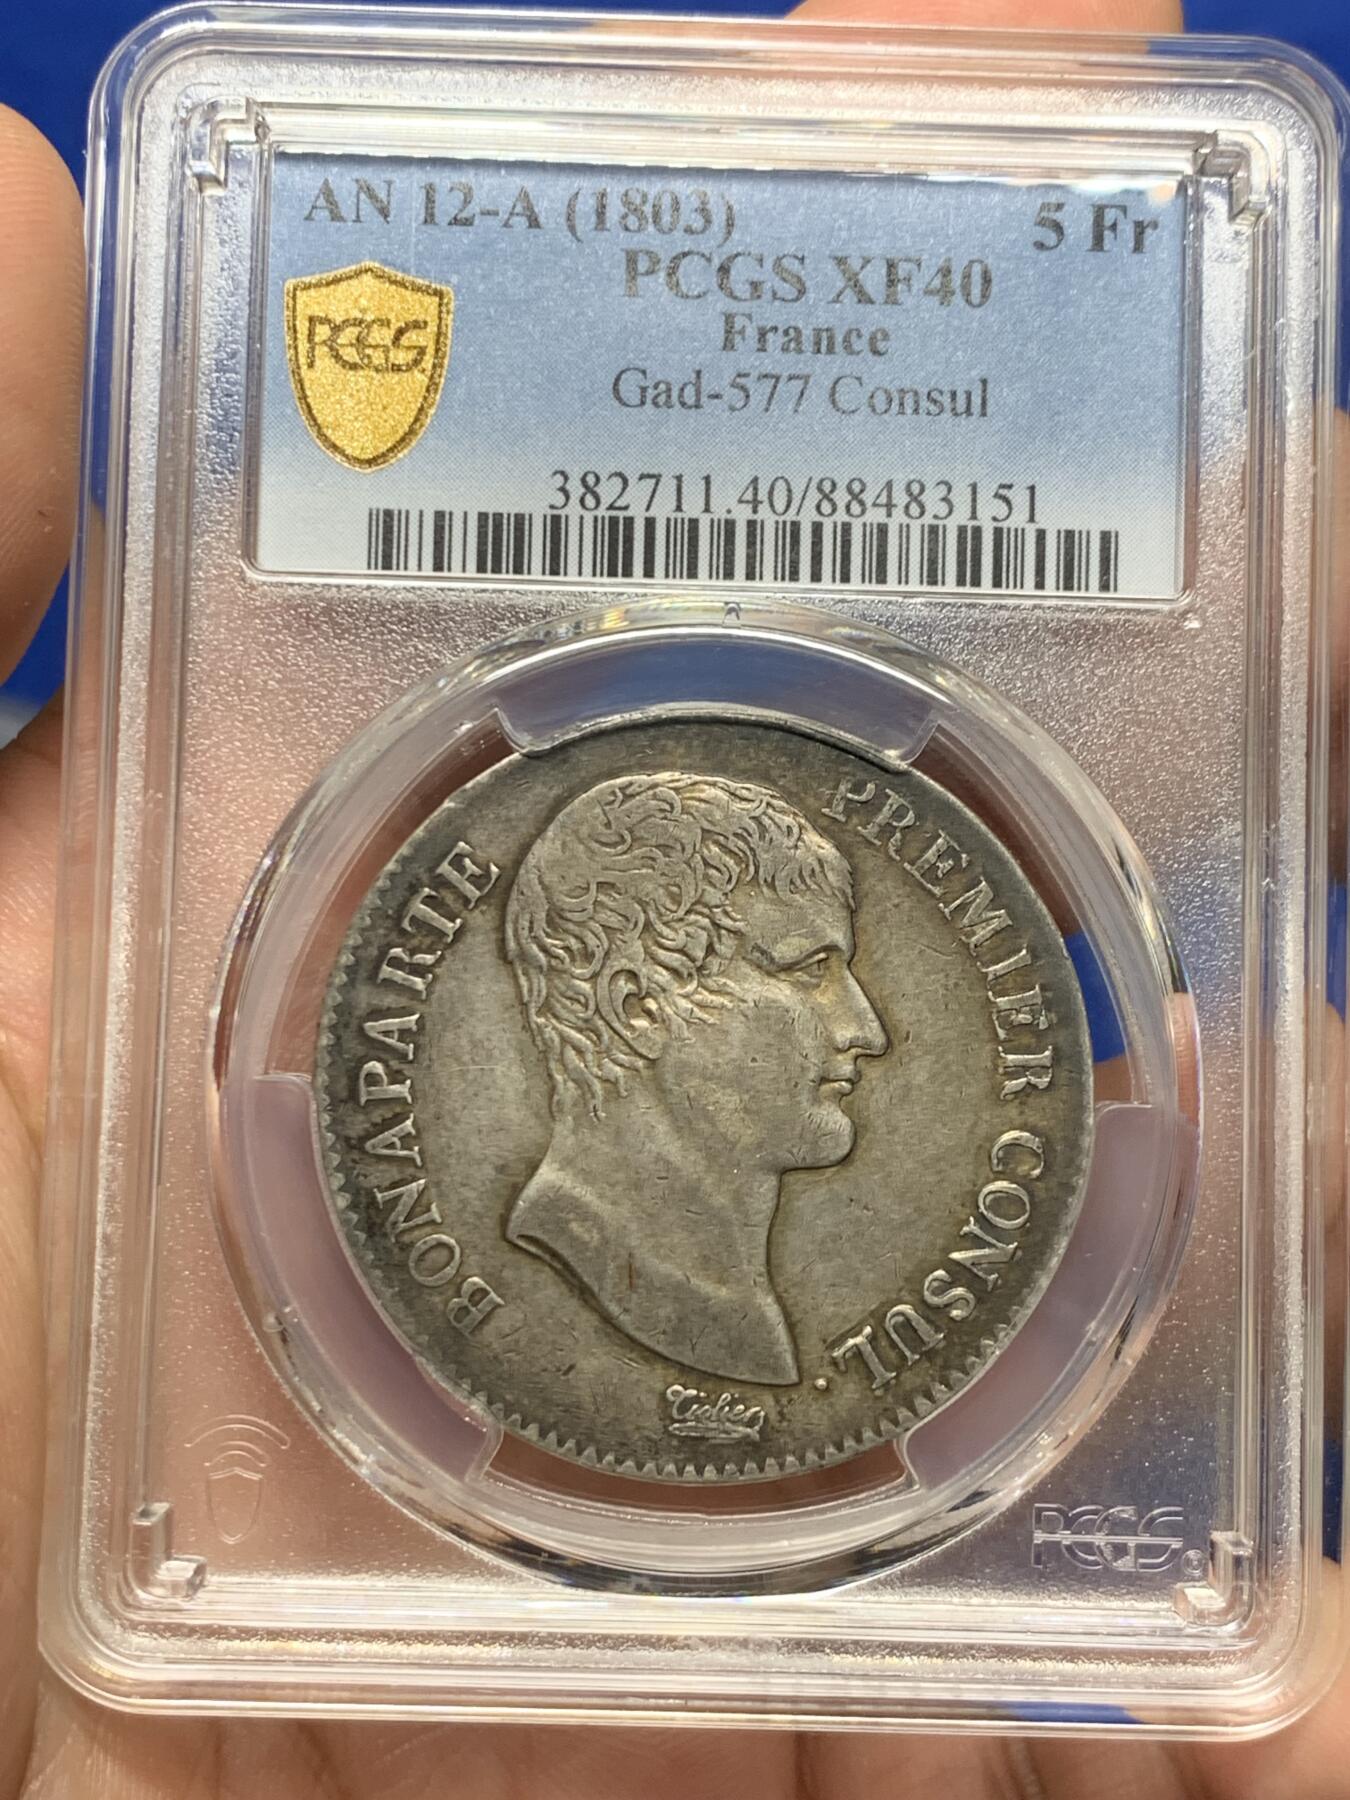 AN 12-A (1803) 5 Fr
PCGS XF40
France
Gad-577 Consul
382711.40/88483151
PCGS
BONAPARTE PREMIER CONSUL.
Tiolier
PCGS